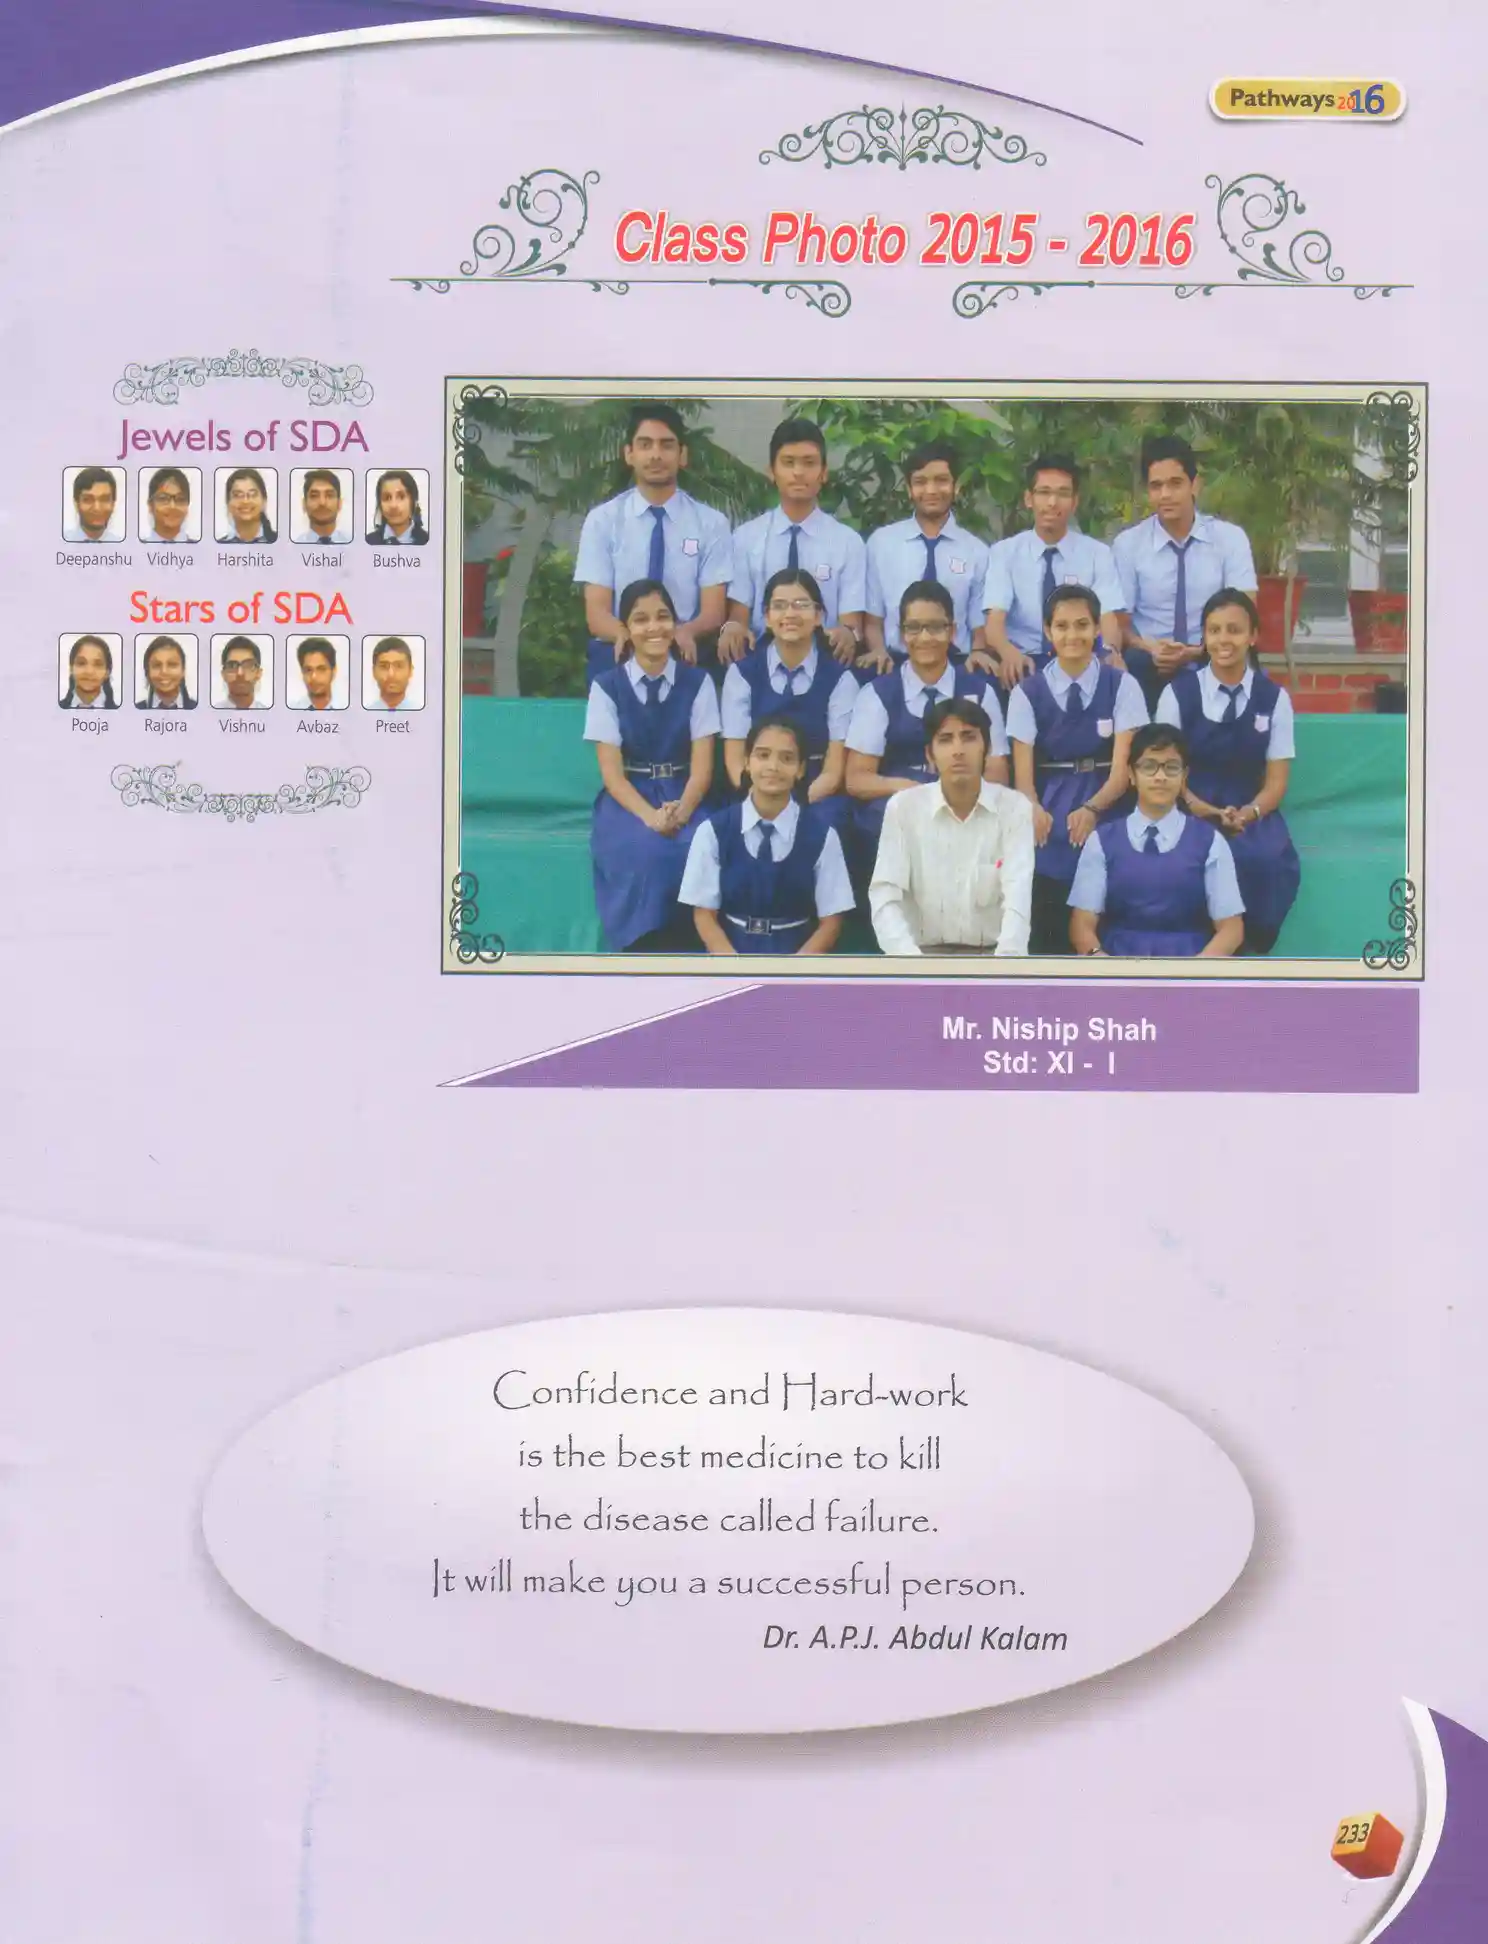 Pathways 2016
Class Photo 2015 - 2016
Jewels of SDA
Deepanshu Vidhya Harshita Vishal Bushva
Stars of SDA
Pooja Rajora Vishnu Avbaz Preet
Mr. Niship Shah
Std: XI - I
Confidence and Hard-work
is the best medicine to kill
the disease called failure.
It will make you a successful person.
Dr. A.P.J. Abdul Kalam
233